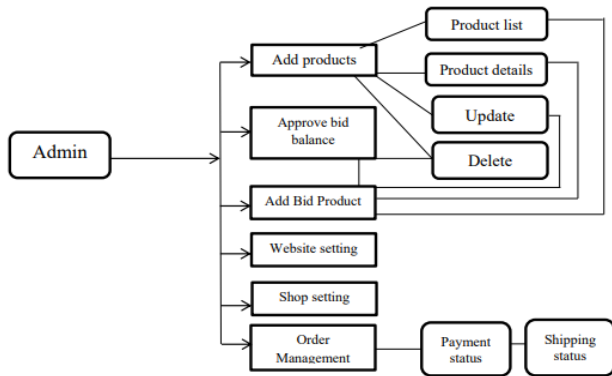 Product list
Add products
Product details
Update
Approve bid
balance
Admin
Delete
Add Bid Product
Website setting
Shop setting
Order
Management
Payment
status
Shipping
status